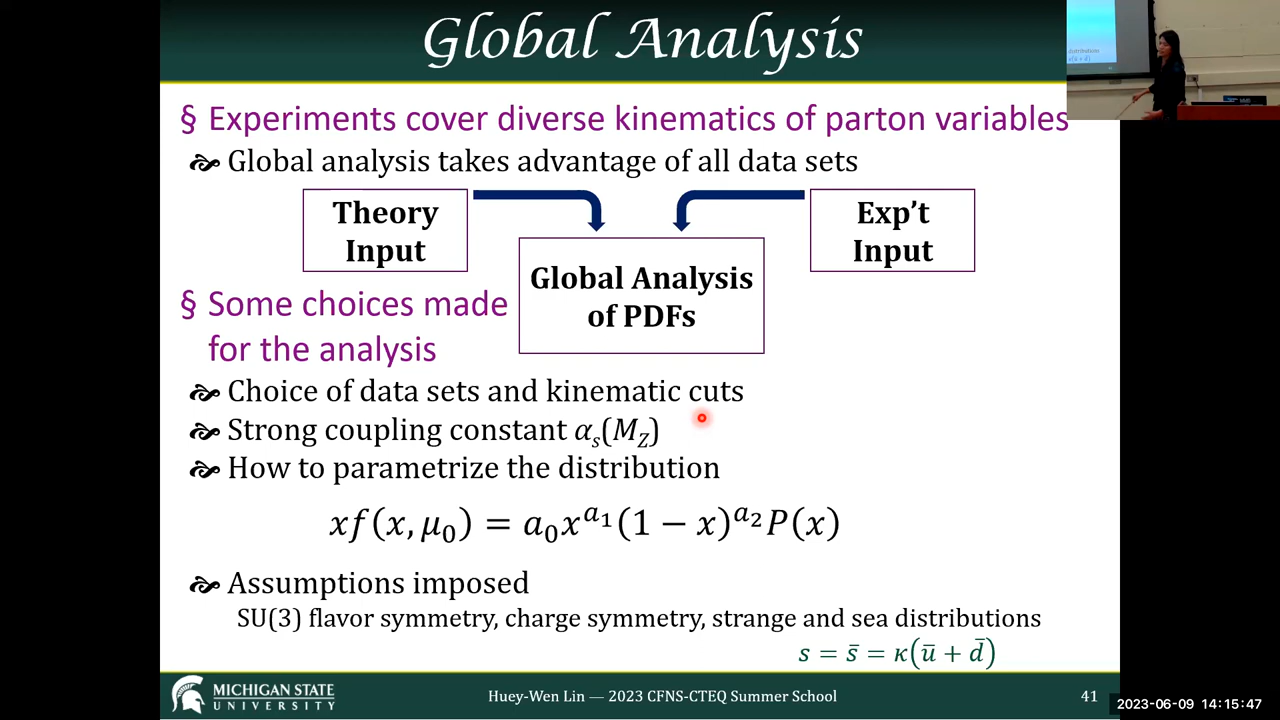 Global Analysis
§ Experiments cover diverse kinematics of parton variables
Global analysis takes advantage of all data sets
Theory
Input
Exp't
Input
Global Analysis
of PDFs
§ Some choices made
for the analysis
Choice of data sets and kinematic cuts
Strong coupling constant αₛ(M_Z)
How to parametrize the distribution
xf(x, μ₀) = a₀x^{a₁}(1 − x)^{a₂}P(x)
Assumptions imposed
SU(3) flavor symmetry, charge symmetry, strange and sea distributions
s = s̄ = κ(ū + d̄)
MICHIGAN STATE
UNIVERSITY
Huey-Wen Lin — 2023 CFNS-CTEQ Summer School
41
2023-06-09 14:15:47